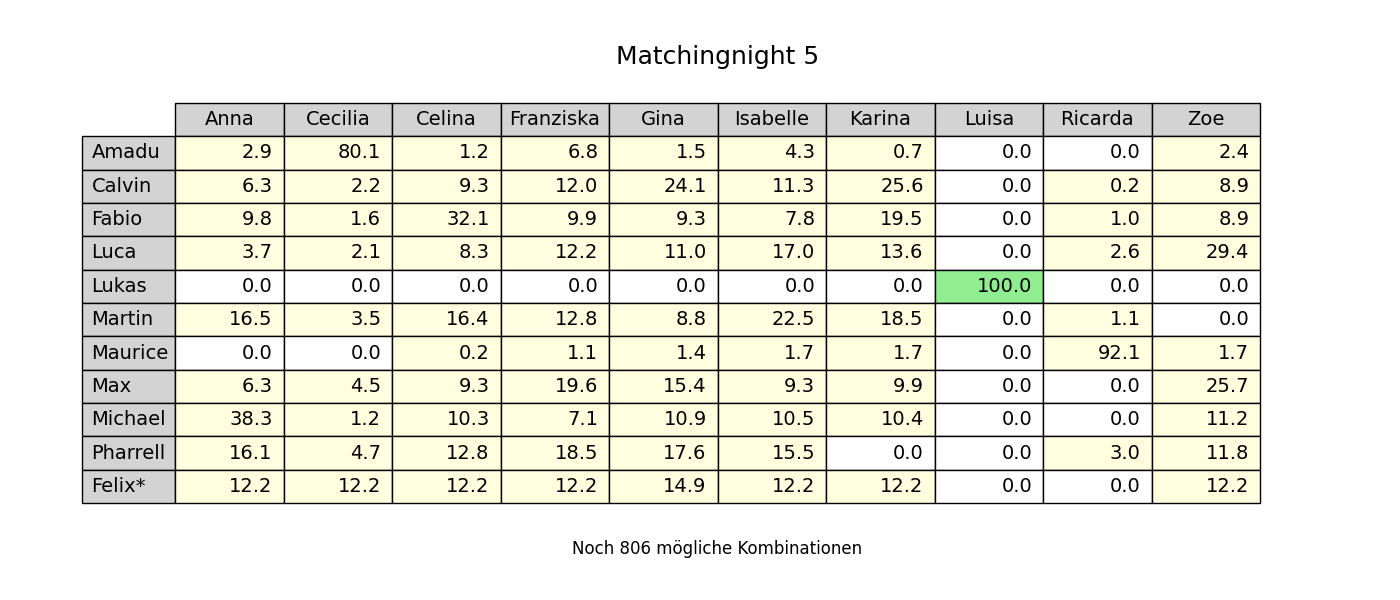 Matchingnight 5
Anna Cecilia Celina Franziska Gina Isabelle Karina Luisa Ricarda Zoe
Amadu 2.9 80.1 1.2 6.8 1.5 4.3 0.7 0.0 0.0 2.4
Calvin 6.3 2.2 9.3 12.0 24.1 11.3 25.6 0.0 0.2 8.9
Fabio 9.8 1.6 32.1 9.9 9.3 7.8 19.5 0.0 1.0 8.9
Luca 3.7 2.1 8.3 12.2 11.0 17.0 13.6 0.0 2.6 29.4
Lukas 0.0 0.0 0.0 0.0 0.0 0.0 0.0 100.0 0.0 0.0
Martin 16.5 3.5 16.4 12.8 8.8 22.5 18.5 0.0 1.1 0.0
Maurice 0.0 0.0 0.2 1.1 1.4 1.7 1.7 0.0 92.1 1.7
Max 6.3 4.5 9.3 19.6 15.4 9.3 9.9 0.0 0.0 25.7
Michael 38.3 1.2 10.3 7.1 10.9 10.5 10.4 0.0 0.0 11.2
Pharrell 16.1 4.7 12.8 18.5 17.6 15.5 0.0 0.0 3.0 11.8
Felix* 12.2 12.2 12.2 12.2 14.9 12.2 12.2 0.0 0.0 12.2
Noch 806 mögliche Kombinationen